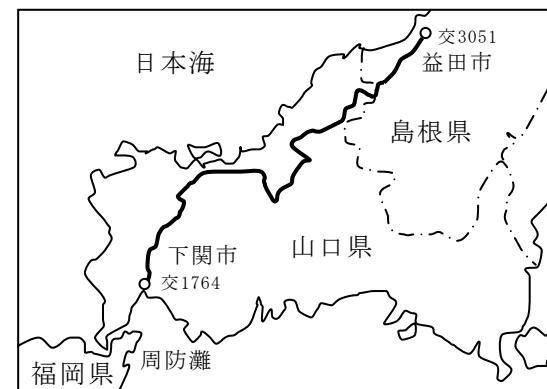 交3051
益田市
日本海
島根県
山口県
下関市
交1764
周防灘
福岡県